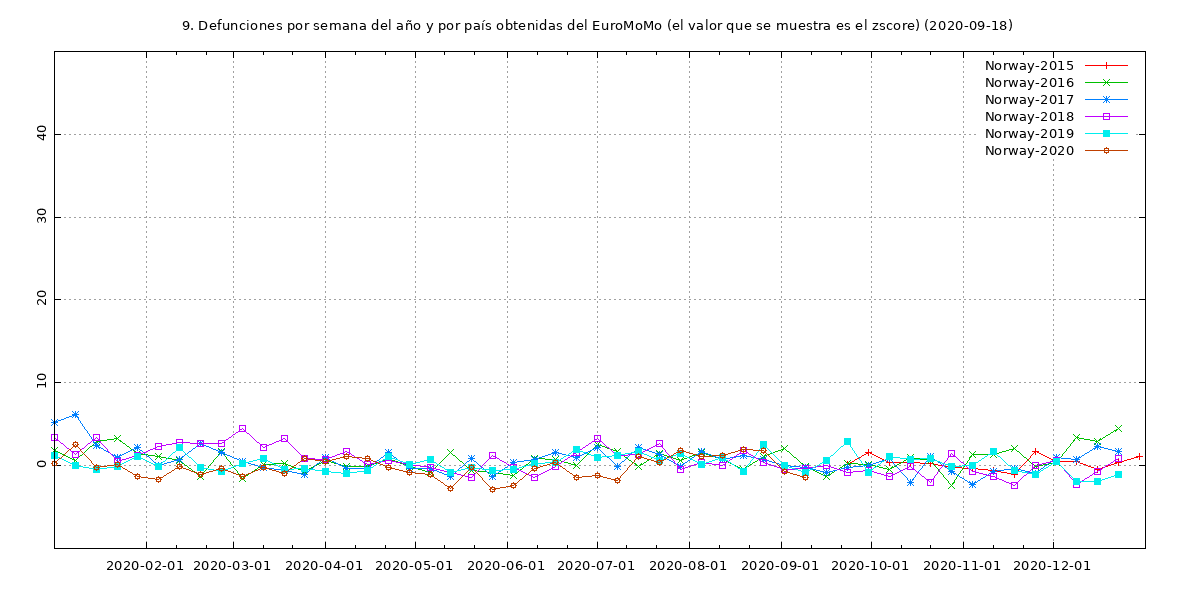 9. Defunciones por semana del año y por país obtenidas del EuroMoMo (el valor que se muestra es el zscore) (2020-09-18)
Norway-2015
Norway-2016
Norway-2017
Norway-2018
Norway-2019
Norway-2020
40
30
20
10
0
2020-02-01 2020-03-01 2020-04-01 2020-05-01 2020-06-01 2020-07-01 2020-08-01 2020-09-01 2020-10-01 2020-11-01 2020-12-01